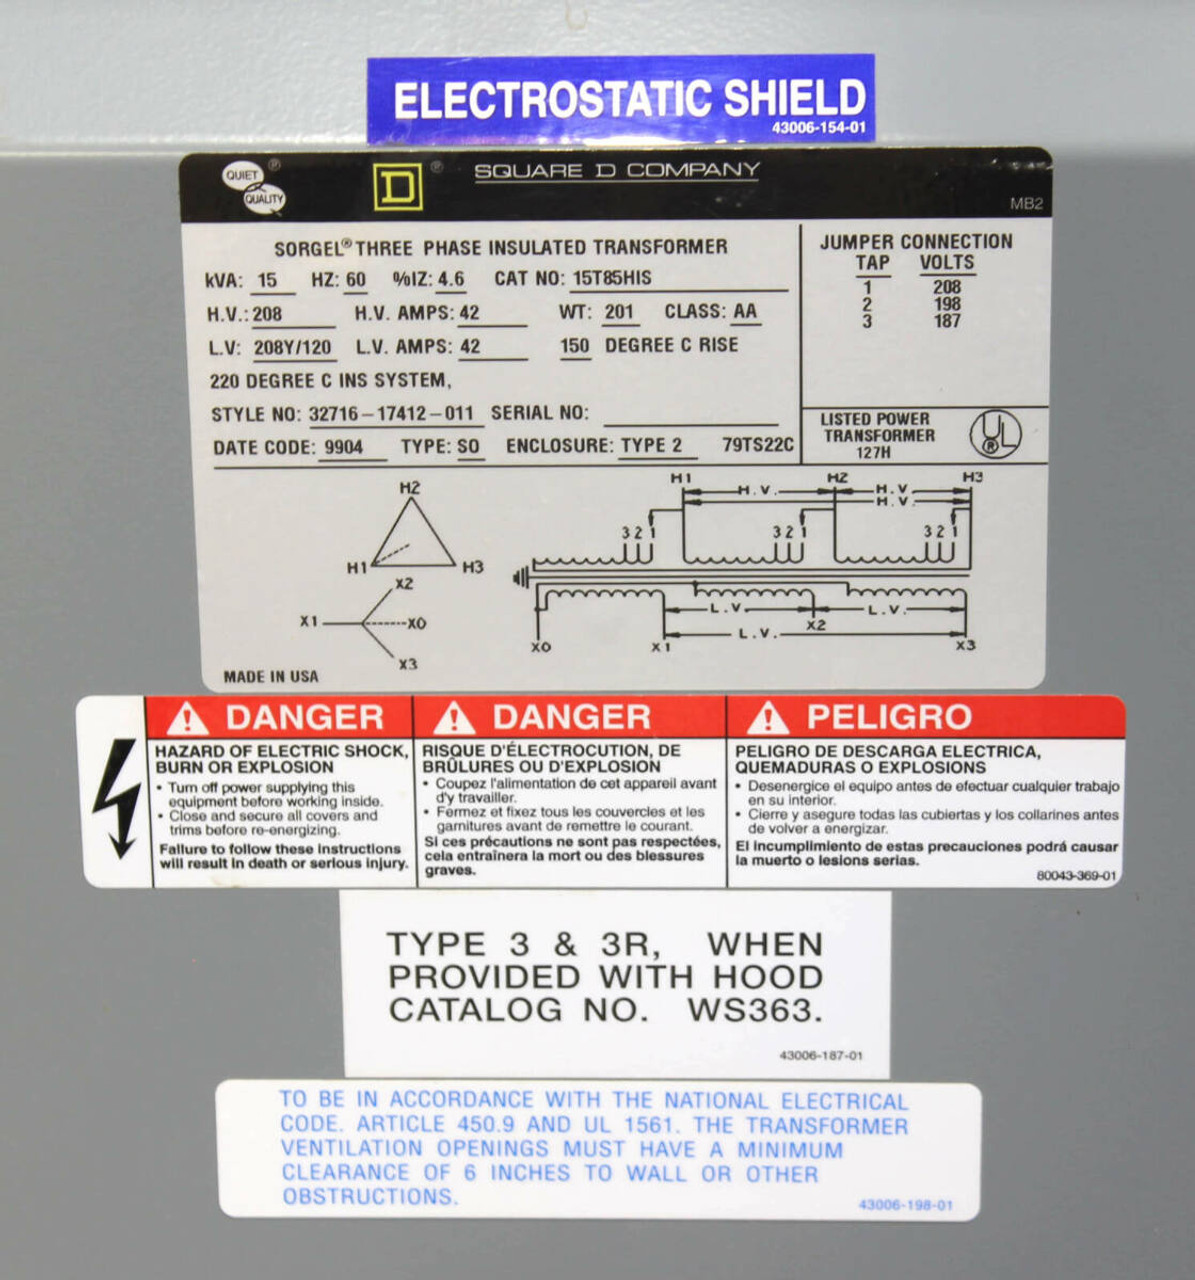 ELECTROSTATIC SHIELD
43006-154-01
QUIET ®
QUALITY
D ®
SQUARE D COMPANY
MB2
SORGEL® THREE PHASE INSULATED TRANSFORMER
kVA: 15 HZ: 60 %IZ: 4.6 CAT NO: 15T85HIS
H.V.: 208 H.V. AMPS: 42 WT: 201 CLASS: AA
L.V: 208Y/120 L.V. AMPS: 42 150 DEGREE C RISE
220 DEGREE C INS SYSTEM,
STYLE NO: 32716-17412-011 SERIAL NO:
DATE CODE: 9904 TYPE: SO ENCLOSURE: TYPE 2 79TS22C
JUMPER CONNECTION
TAP VOLTS
1 208
2 198
3 187
LISTED POWER
TRANSFORMER
127H
UL ®
H2
H1 H3
X2
X1 X0
X3
H1 H2 H3
H.V. H.V.
H.V.
3 2 1 3 2 1 3 2 1
L.V. L.V.
X2
L.V.
X0 X1 X3
MADE IN USA
DANGER
HAZARD OF ELECTRIC SHOCK,
BURN OR EXPLOSION
• Turn off power supplying this
equipment before working inside.
• Close and secure all covers and
trims before re-energizing.
Failure to follow these instructions
will result in death or serious injury.
DANGER
RISQUE D'ÉLECTROCUTION, DE
BRÛLURES OU D'EXPLOSION
• Coupez l'alimentation de cet appareil avant
d'y travailler.
• Fermez et fixez tous les couvercles et les
garnitures avant de remettre le courant.
Si ces précautions ne sont pas respectées,
cela entraînera la mort ou des blessures
graves.
PELIGRO
PELIGRO DE DESCARGA ELECTRICA,
QUEMADURAS O EXPLOSIONS
• Desenergice el equipo antes de efectuar cualquier trabajo
en su interior.
• Cierre y asegure todas las cubiertas y los collarines antes
de volver a energizar.
El incumplimiento de estas precauciones podrá causar
la muerto o lesions serias.
80043-369-01
TYPE 3 & 3R, WHEN
PROVIDED WITH HOOD
CATALOG NO. WS363.
43006-187-01
TO BE IN ACCORDANCE WITH THE NATIONAL ELECTRICAL
CODE. ARTICLE 450.9 AND UL 1561. THE TRANSFORMER
VENTILATION OPENINGS MUST HAVE A MINIMUM
CLEARANCE OF 6 INCHES TO WALL OR OTHER
OBSTRUCTIONS.
43006-198-01